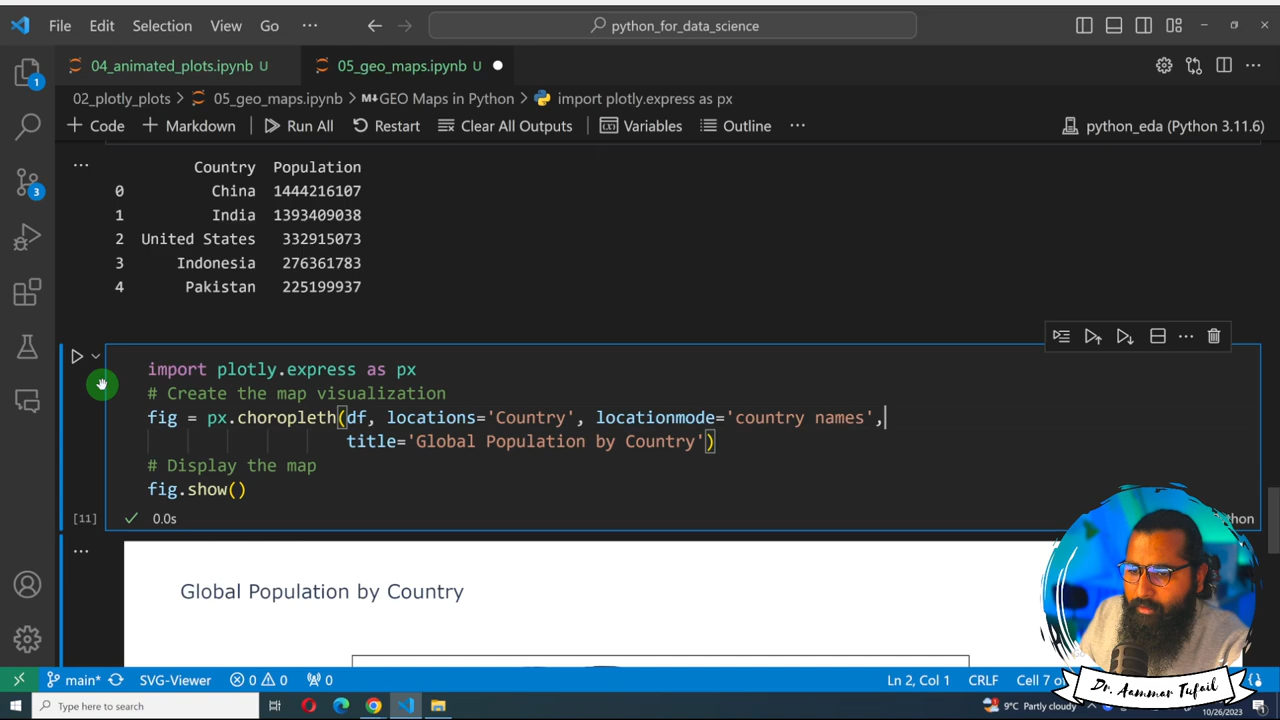 File Edit Selection View Go ··· python_for_data_science
04_animated_plots.ipynb U 05_geo_maps.ipynb U
02_plotly_plots > 05_geo_maps.ipynb > M↓GEO Maps in Python > import plotly.express as px
+ Code + Markdown Run All Restart Clear All Outputs Variables Outline ··· python_eda (Python 3.11.6)
Country Population
0 China 1444216107
1 India 1393409038
2 United States 332915073
3 Indonesia 276361783
4 Pakistan 225199937
import plotly.express as px
# Create the map visualization
fig = px.choropleth(df, locations='Country', locationmode='country names',
title='Global Population by Country')
# Display the map
fig.show()
[11] 0.0s
Global Population by Country
main* 0 0 0 SVG-Viewer Ln 2, Col 1 CRLF
Dr. Aammar Tufail
Type here to search 9°C Partly cloudy 10/26/2023
1
3